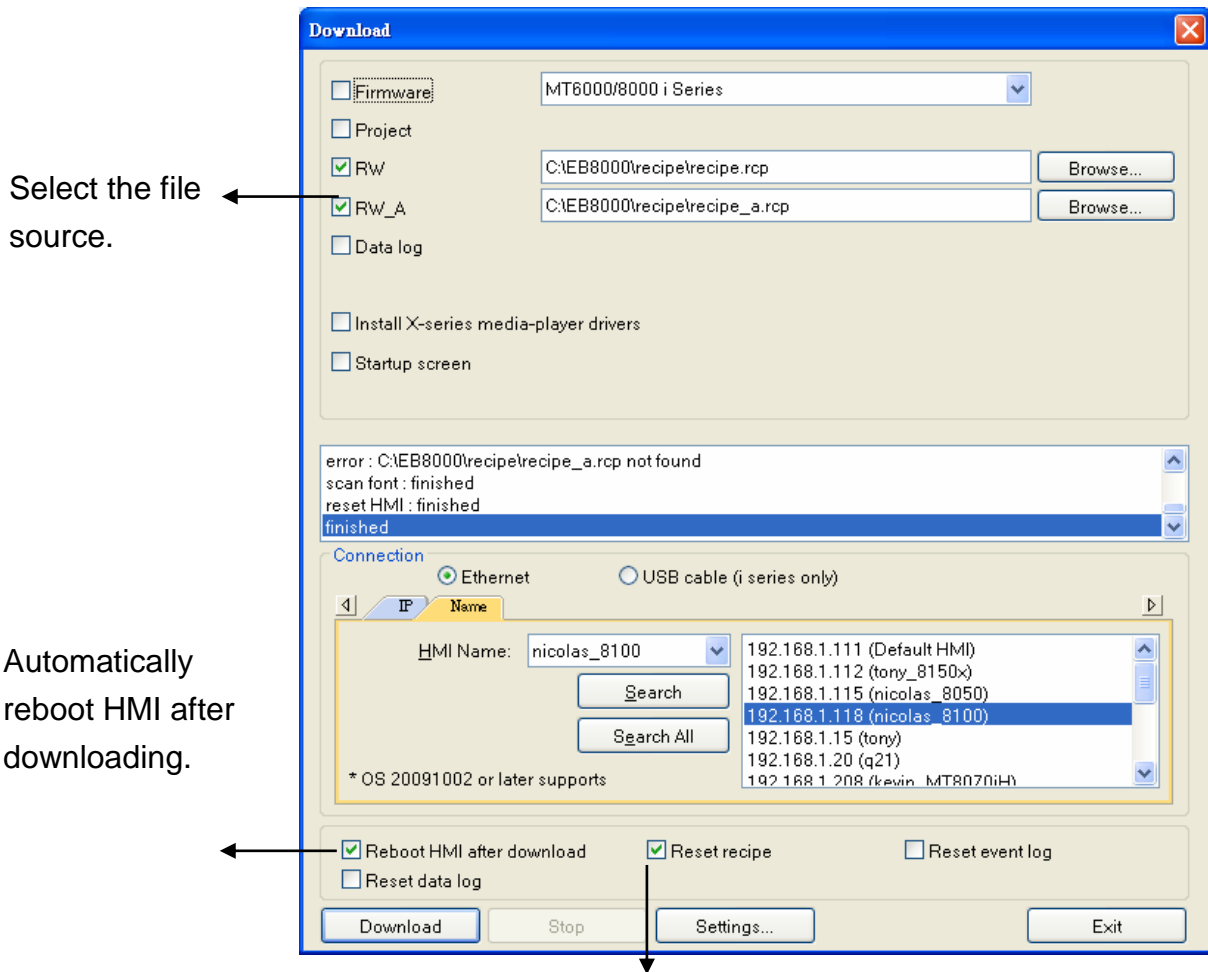 Download
Firmware MT6000/8000 i Series
Project
RW C:\EB8000\recipe\recipe.rcp Browse...
Select the file
source.
RW_A C:\EB8000\recipe\recipe_a.rcp Browse...
Data log
Install X-series media-player drivers
Startup screen
error : C:\EB8000\recipe\recipe_a.rcp not found
scan font : finished
reset HMI : finished
finished
Connection
Ethernet USB cable (i series only)
IP Name
HMI Name: nicolas_8100
Search
Search All
* OS 20091002 or later supports
192.168.1.111 (Default HMI)
192.168.1.112 (tony_8150x)
192.168.1.115 (nicolas_8050)
192.168.1.118 (nicolas_8100)
192.168.1.15 (tony)
192.168.1.20 (q21)
192.168.1.208 (kevin_MT8070iH)
Automatically
reboot HMI after
downloading.
Reboot HMI after download Reset recipe Reset event log
Reset data log
Download Stop Settings... Exit